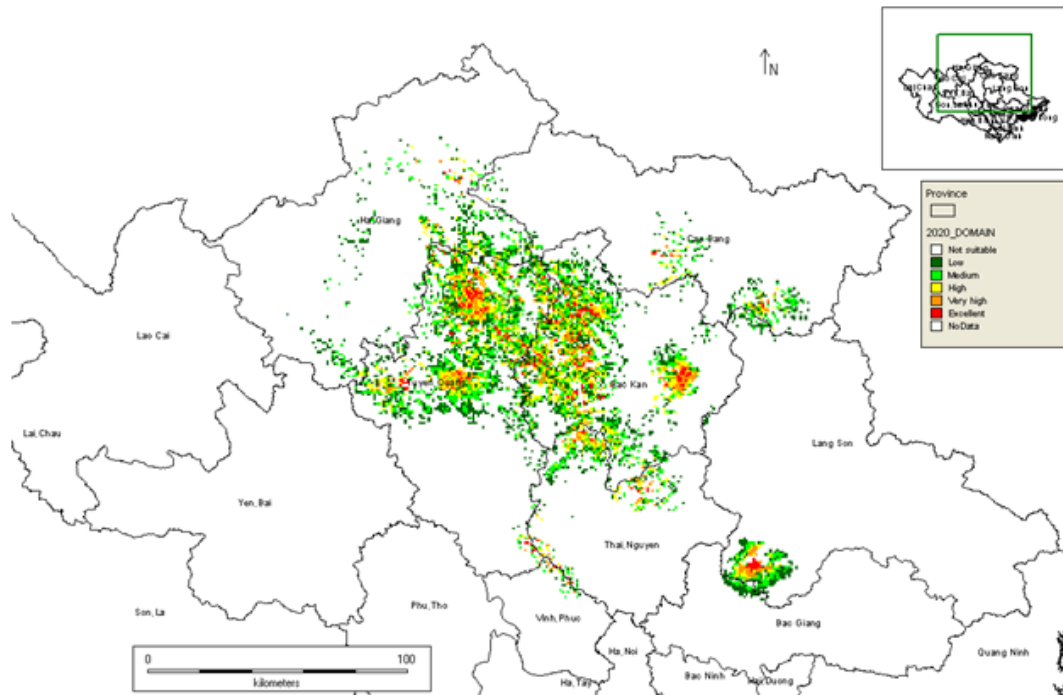 N
Ha Giang
Cao Bang
Lao Cai
Bao Kan
Lai, Chau
Lang Son
Yen, Bai
Thai, Nguyen
Son, La
Phu, Tho
Vinh, Phuc
Bac Giang
Ha, Noi
Quang Ninh
Ha, Tay
Bac Ninh
Hai Duong
0 100
kilometers
Province
2020_DOMAIN
Not suitable
Low
Medium
High
Very high
Excellent
NoData